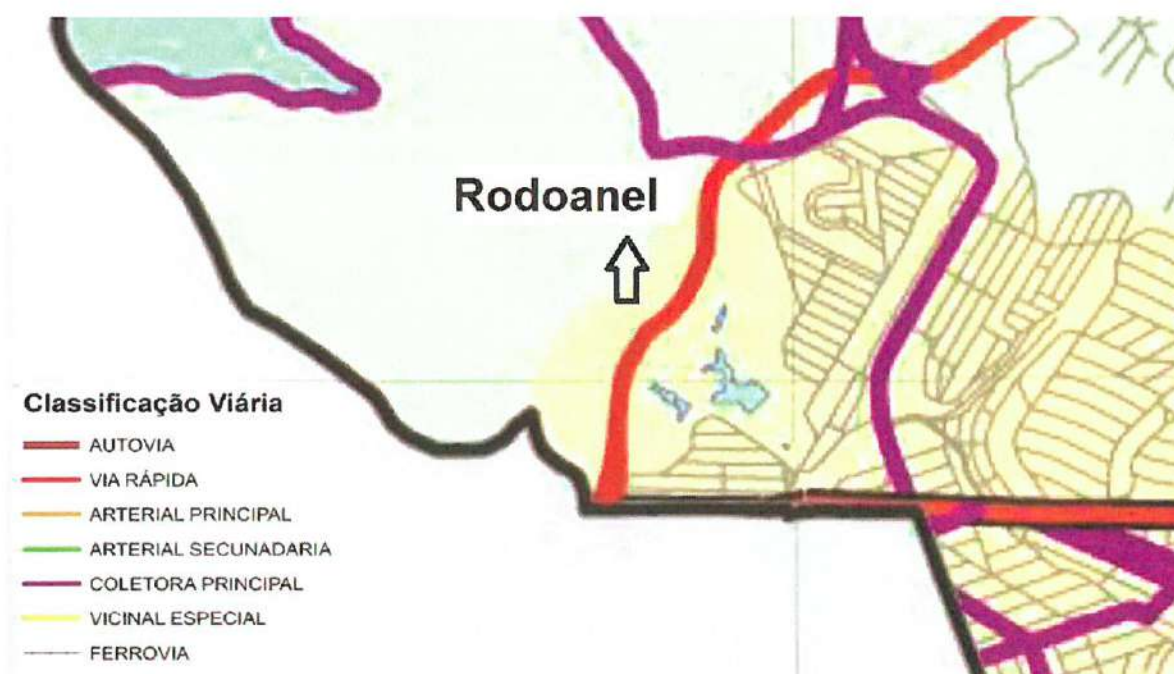 Rodoanel
Classificação Viária
AUTOVIA
VIA RÁPIDA
ARTERIAL PRINCIPAL
ARTERIAL SECUNADARIA
COLETORA PRINCIPAL
VICINAL ESPECIAL
FERROVIA